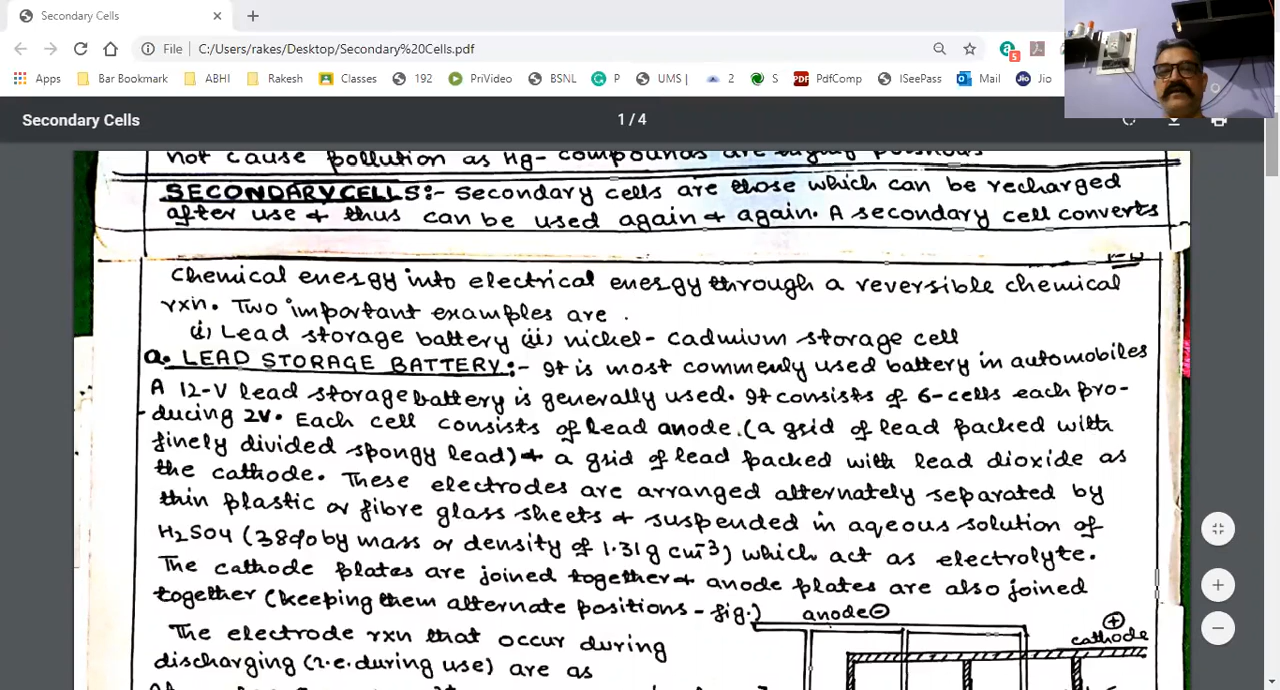 Secondary Cells
File C:/Users/rakes/Desktop/Secondary%20Cells.pdf
Apps Bar Bookmark ABHI Rakesh Classes 192 PriVideo BSNL P UMS | 2 S PdfComp ISeePass Mail Jio
Secondary Cells 1 / 4
not cause pollution as Hg- compounds are
SECONDARY CELLS:- Secondary cells are those which can be recharged
after use & thus can be used again & again. A secondary cell converts
Chemical energy into electrical energy through a reversible chemical
rxn. Two important examples are .
(i) Lead storage battery (ii) nickel- cadmium storage cell
a. LEAD STORAGE BATTERY:- It is most commenly used battery in automobiles
A 12-V lead storage battery is generally used. It consists of 6-cells each pro-
ducing 2V. Each cell consists of Lead anode (a grid of lead packed with
finely divided spongy lead) & a grid of lead packed with lead dioxide as
the cathode. These electrodes are arranged alternately separated by
thin plastic or fibre glass sheets & suspended in aqeous solution of
H2SO4 (38% by mass or density of 1.31g cm-3) which act as electrolyte.
The cathode plates are joined together & anode plates are also joined
together (keeping them alternate positions - fig.)
anode ⊖
⊕
cathode
The electrode rxn that occur during
discharging (i.e. during use) are as